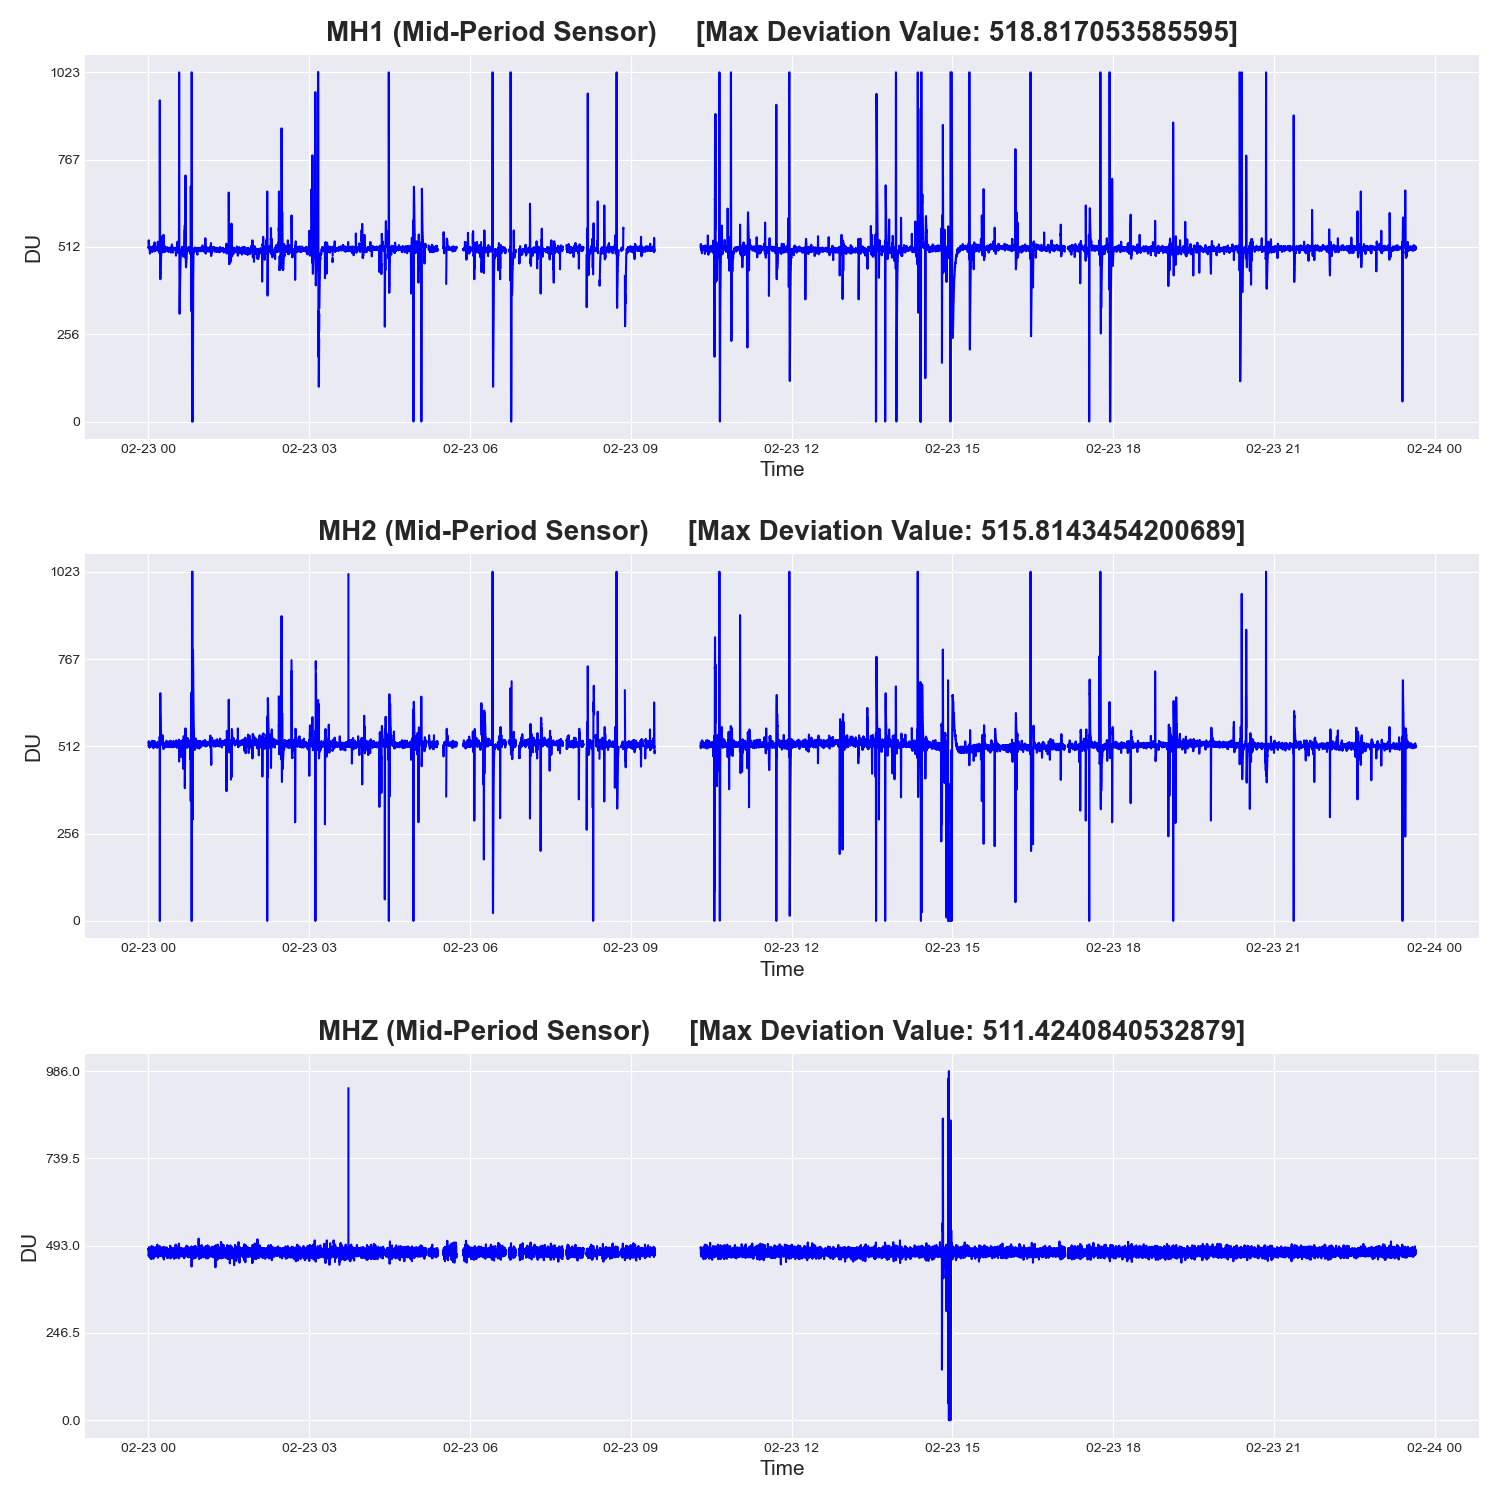 MH1 (Mid-Period Sensor) [Max Deviation Value: 518.817053585595]
1023
767
512
256
0
DU
02-23 00 02-23 03 02-23 06 02-23 09 02-23 12 02-23 15 02-23 18 02-23 21 02-24 00
Time
MH2 (Mid-Period Sensor) [Max Deviation Value: 515.8143454200689]
1023
767
512
256
0
DU
02-23 00 02-23 03 02-23 06 02-23 09 02-23 12 02-23 15 02-23 18 02-23 21 02-24 00
Time
MHZ (Mid-Period Sensor) [Max Deviation Value: 511.4240840532879]
986.0
739.5
493.0
246.5
0.0
DU
02-23 00 02-23 03 02-23 06 02-23 09 02-23 12 02-23 15 02-23 18 02-23 21 02-24 00
Time